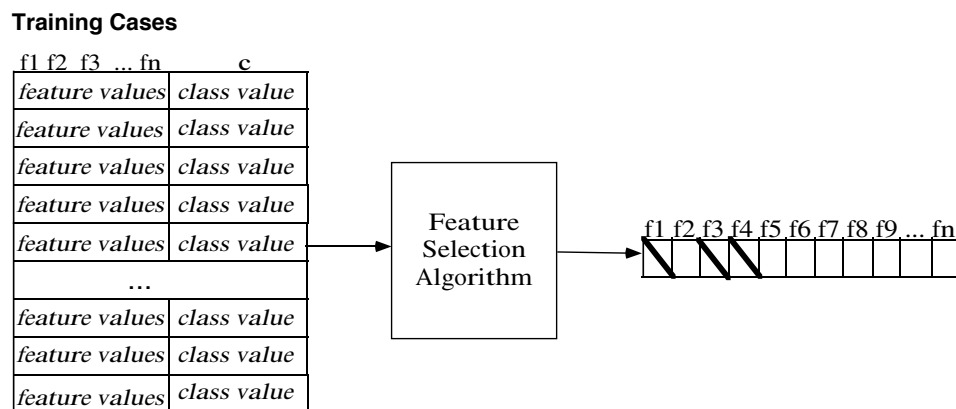 Training Cases
f1 f2 f3 ... fn c
feature values class value
feature values class value
feature values class value
feature values class value
feature values class value
...
feature values class value
feature values class value
feature values class value
Feature
Selection
Algorithm
f1 f2 f3 f4 f5 f6 f7 f8 f9 ... fn